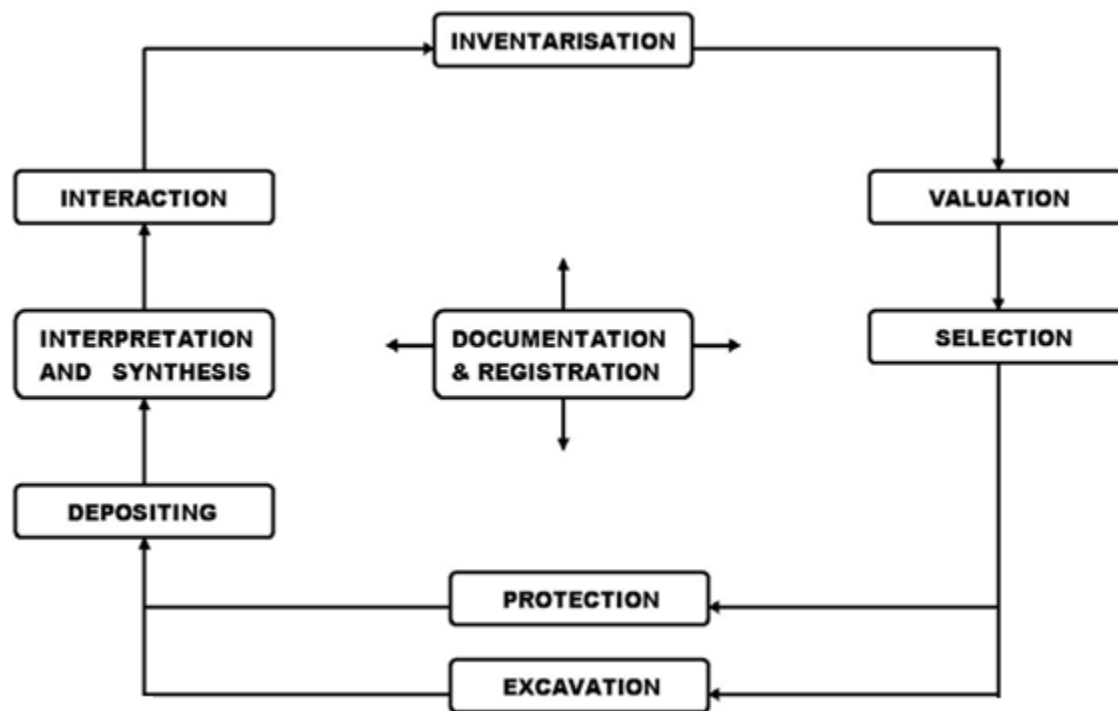 INVENTARISATION
INTERACTION
VALUATION
INTERPRETATION
AND SYNTHESIS
DOCUMENTATION
& REGISTRATION
SELECTION
DEPOSITING
PROTECTION
EXCAVATION